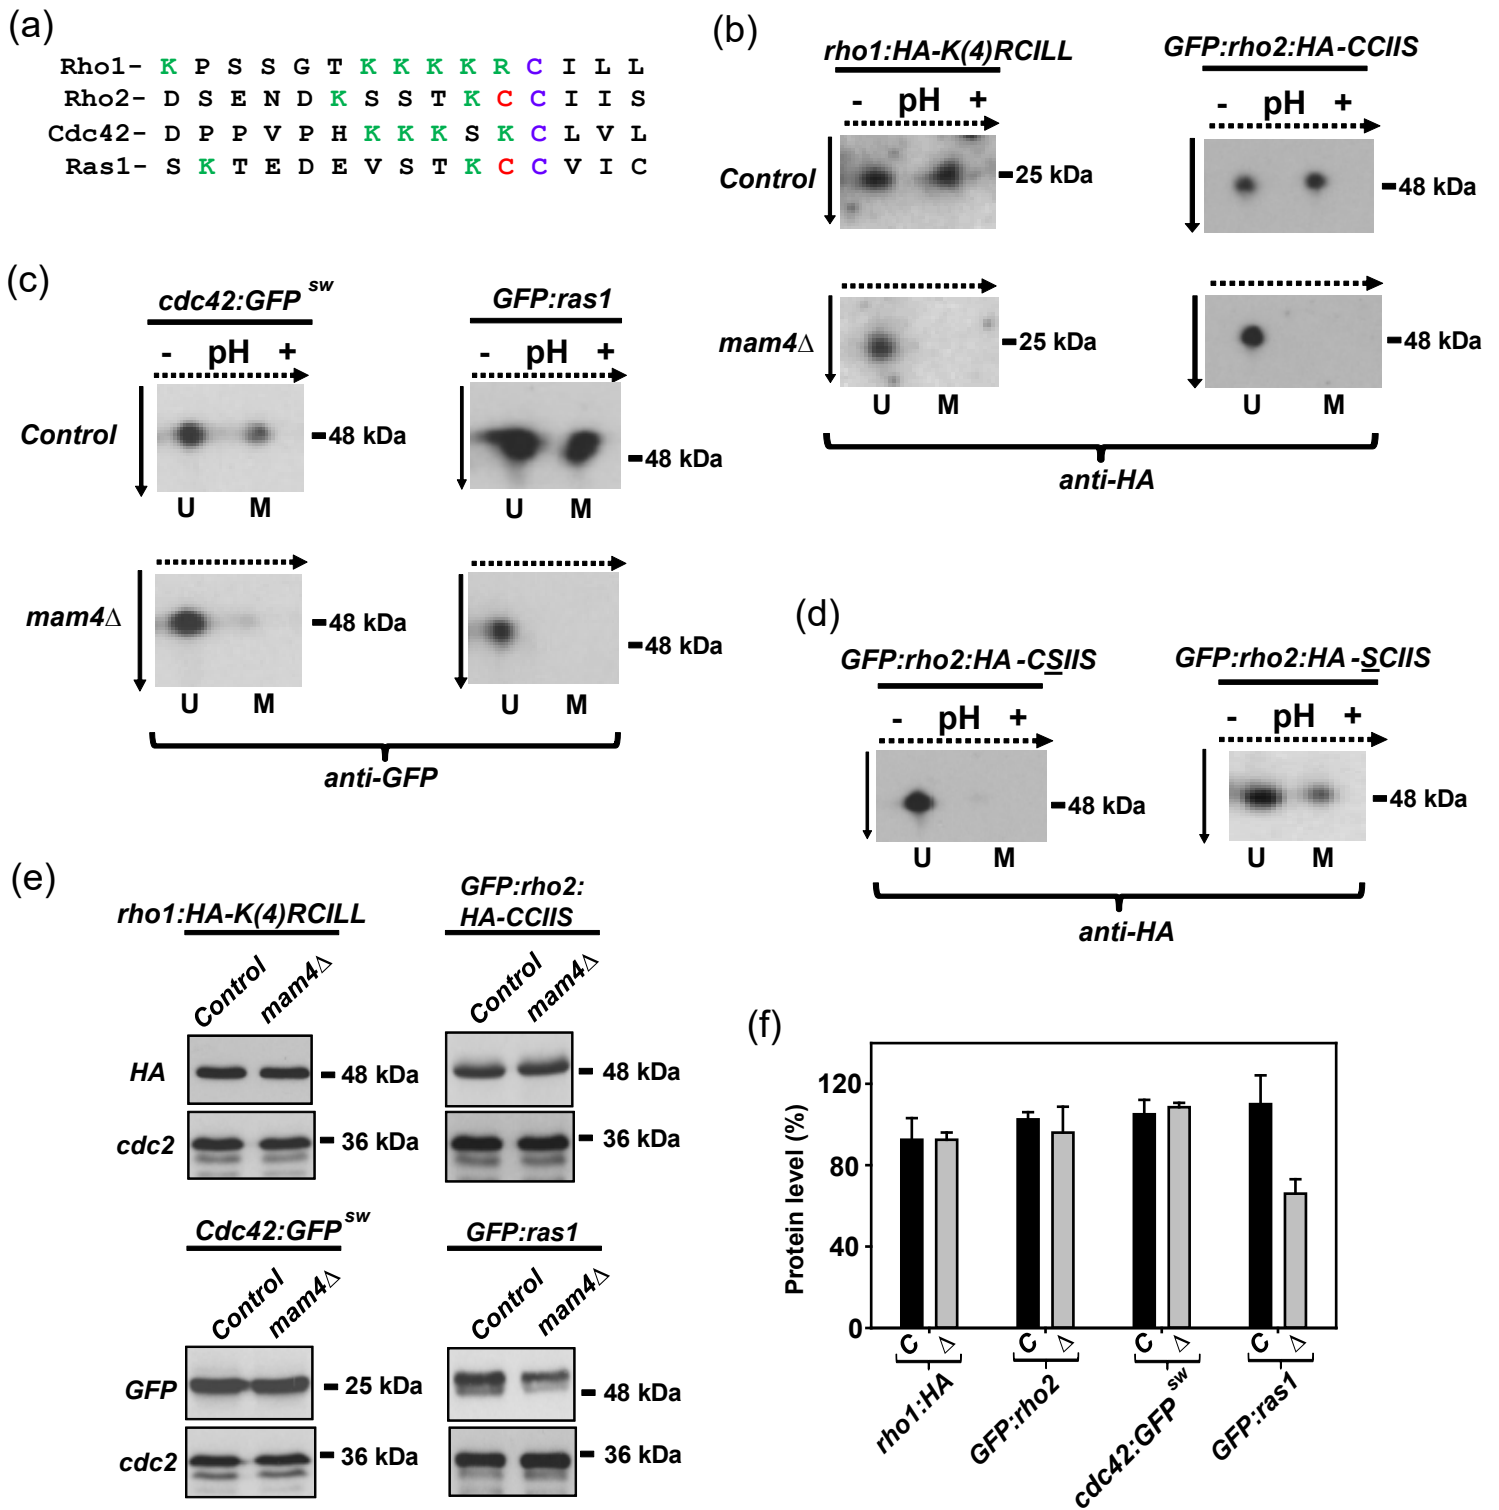 (a)
Rho1- K P S S G T K K K K R C I L L
Rho2- D S E N D K S S T K C C I I S
Cdc42- D P P V P H K K K S K C L V L
Ras1- S K T E D E V S T K C C V I C
(b)
rho1:HA-K(4)RCILL
GFP:rho2:HA-CCIIS
- pH +
- pH +
Control
25 kDa
48 kDa
mam4Δ
25 kDa
48 kDa
U M
U M
anti-HA
(c)
cdc42:GFP sw
GFP:ras1
- pH +
- pH +
Control
48 kDa
48 kDa
U M
U M
mam4Δ
48 kDa
48 kDa
U M
U M
anti-GFP
(d)
GFP:rho2:HA-CSIIS
GFP:rho2:HA-SCIIS
- pH +
- pH +
48 kDa
48 kDa
U M
U M
anti-HA
(e)
rho1:HA-K(4)RCILL
GFP:rho2:
HA-CCIIS
Control
mam4Δ
Control
mam4Δ
HA
48 kDa
48 kDa
cdc2
36 kDa
36 kDa
Cdc42:GFP sw
GFP:ras1
Control
mam4Δ
Control
mam4Δ
GFP
25 kDa
48 kDa
cdc2
36 kDa
36 kDa
(f)
Protein level (%)
120
80
40
0
C Δ
C Δ
C Δ
C Δ
rho1:HA
GFP:rho2
cdc42:GFP sw
GFP:ras1